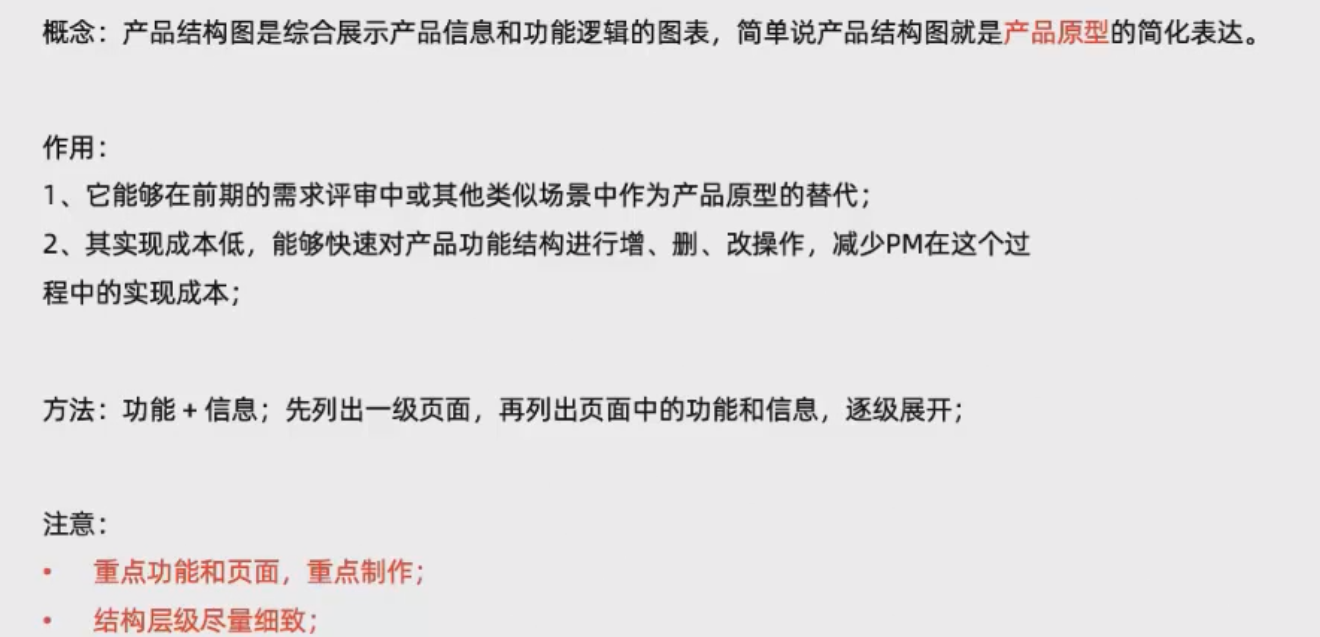 概念：产品结构图是综合展示产品信息和功能逻辑的图表，简单说产品结构图就是产品原型的简化表达。
作用：
1、它能够在前期的需求评审中或其他类似场景中作为产品原型的替代；
2、其实现成本低，能够快速对产品功能结构进行增、删、改操作，减少PM在这个过
程中的实现成本；
方法：功能 + 信息；先列出一级页面，再列出页面中的功能和信息，逐级展开；
注意：
• 重点功能和页面，重点制作；
• 结构层级尽量细致；